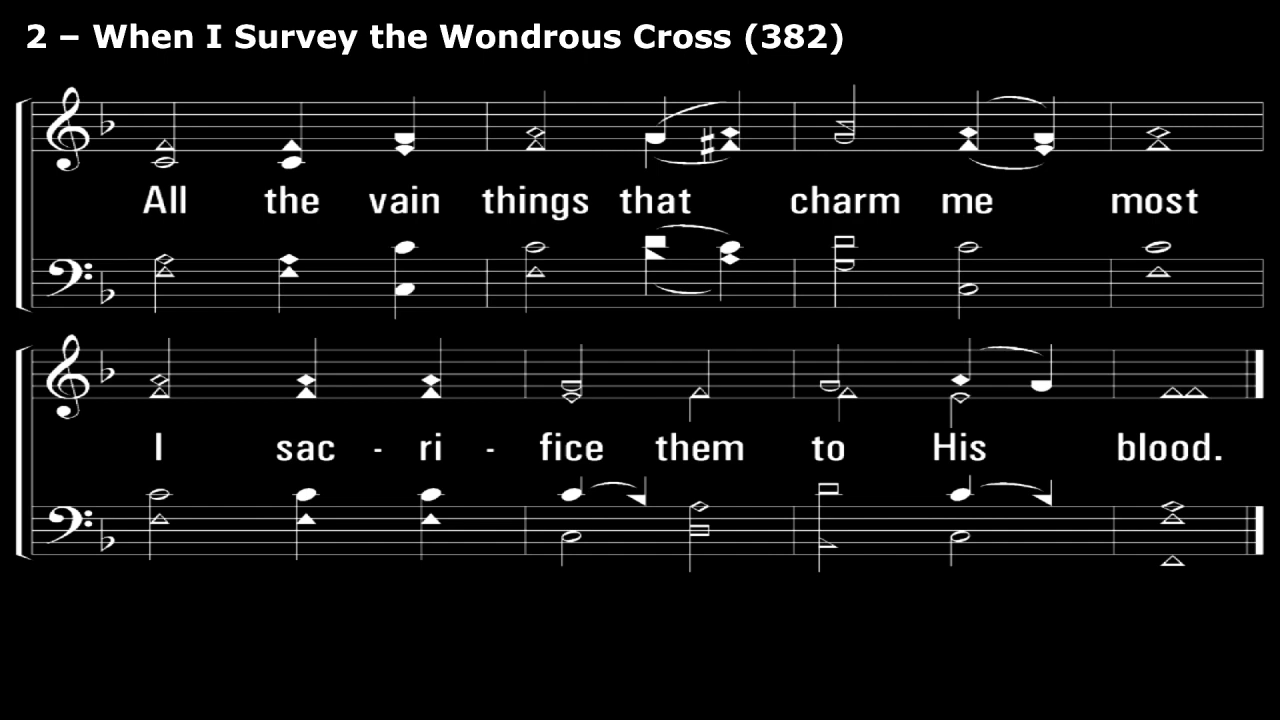 2 – When I Survey the Wondrous Cross (382)
All the vain things that charm me most
I sac - ri - fice them to His blood.